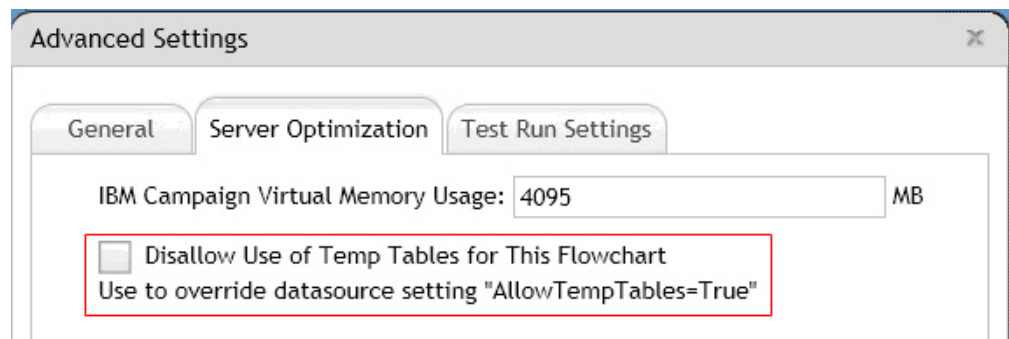 Advanced Settings
General Server Optimization Test Run Settings
IBM Campaign Virtual Memory Usage: 4095 MB
Disallow Use of Temp Tables for This Flowchart
Use to override datasource setting "AllowTempTables=True"